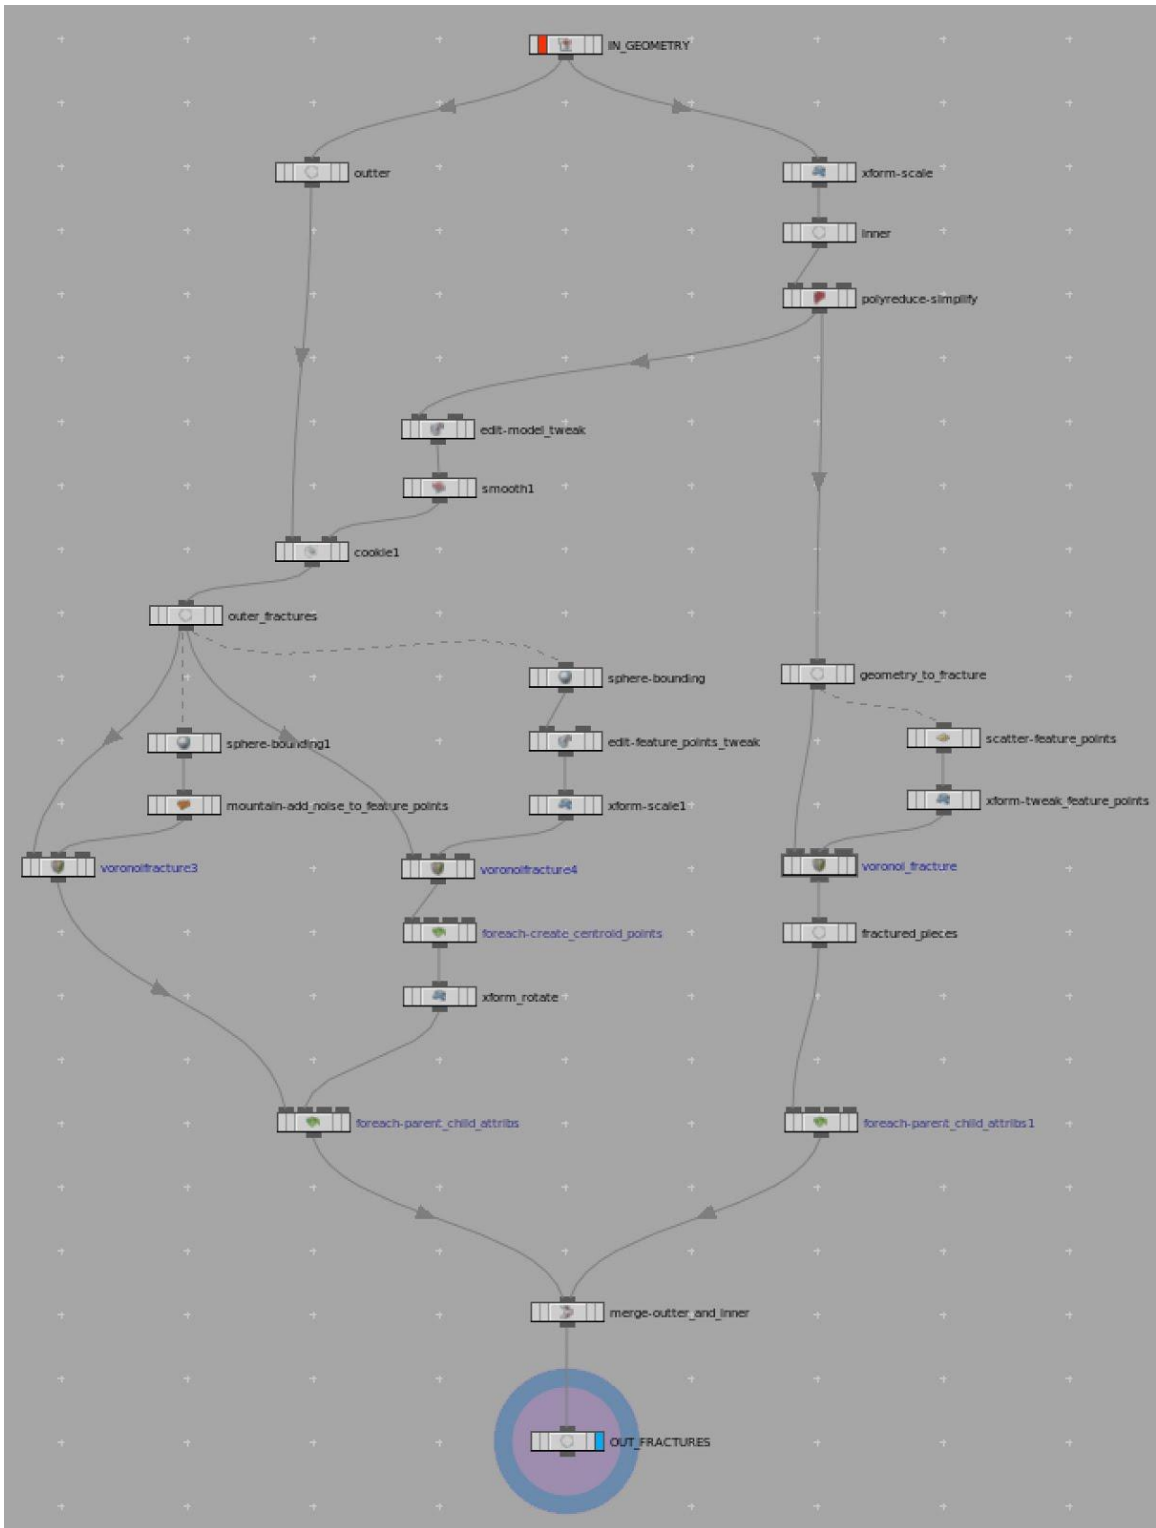 IN_GEOMETRY
outter
xform-scale
inner
polyreduce-simplify
edit-model_tweak
smooth1
cookie1
outer_fractures
sphere-bounding
geometry_to_fracture
sphere-bounding1
edit-feature_points_tweak
scatter-feature_points
mountain-add_noise_to_feature_points
xform-scale1
xform-tweak_feature_points
voronoifracture3
voronoifracture4
voronoi_fracture
foreach-create_centroid_points
fractured_pieces
xform_rotate
foreach-parent_child_attribs
foreach-parent_child_attribs1
merge-outter_and_inner
OUT_FRACTURES